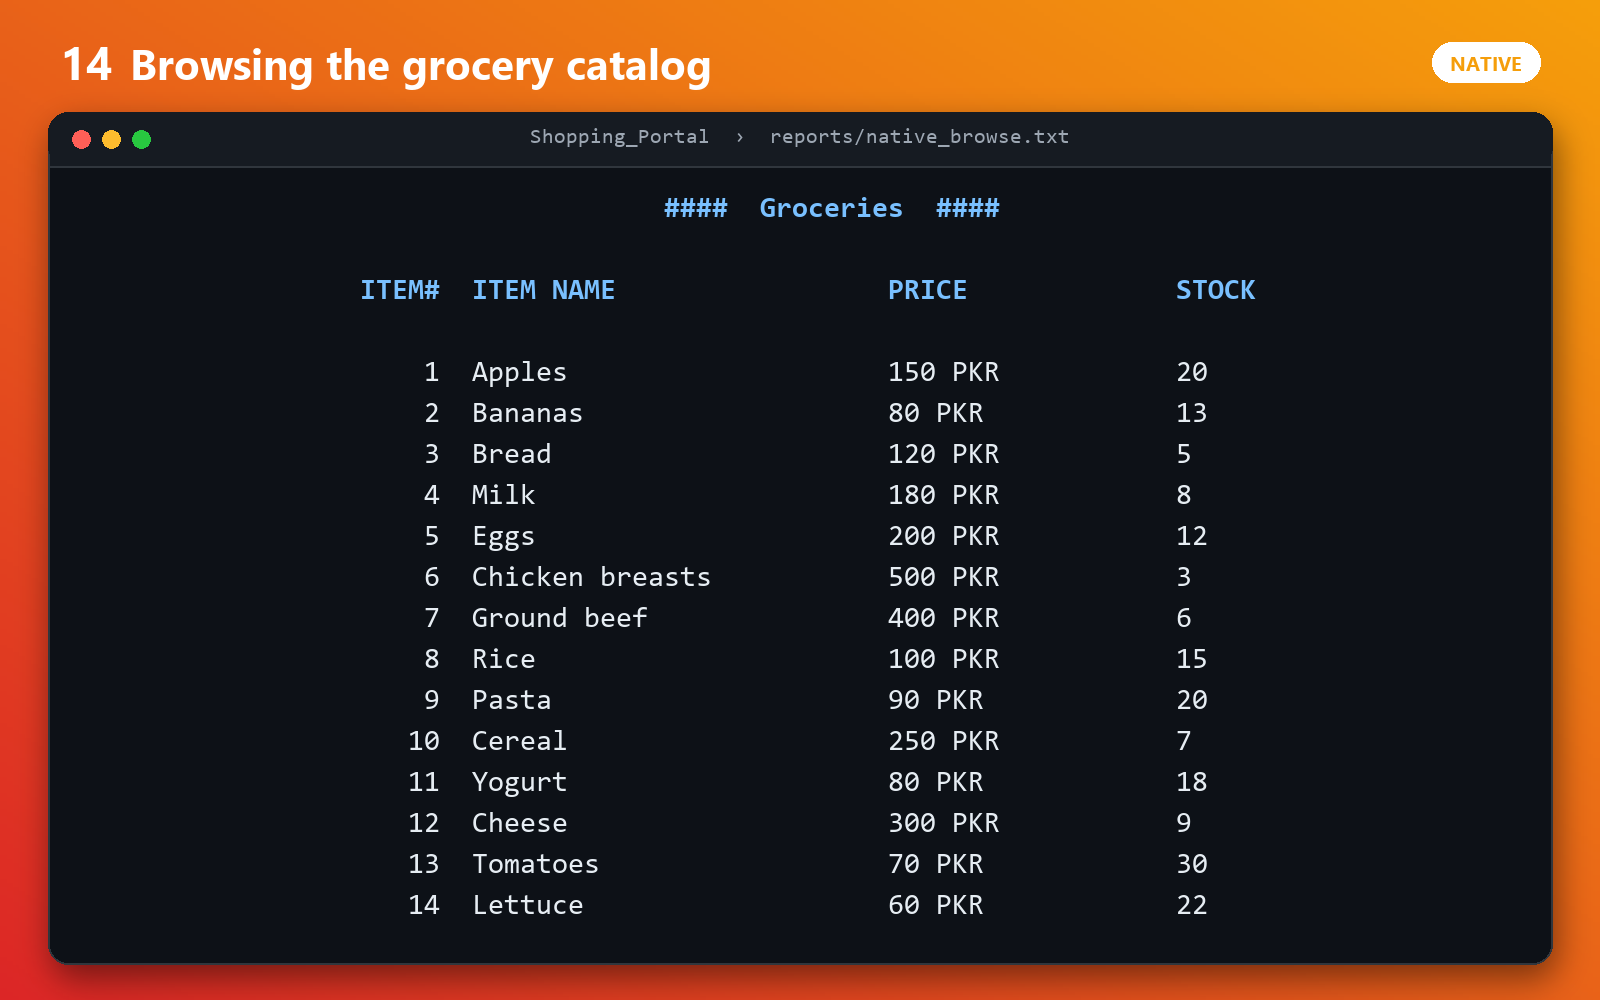 14 Browsing the grocery catalog
NATIVE
Shopping_Portal › reports/native_browse.txt
#### Groceries ####
ITEM# ITEM NAME PRICE STOCK
1 Apples 150 PKR 20
2 Bananas 80 PKR 13
3 Bread 120 PKR 5
4 Milk 180 PKR 8
5 Eggs 200 PKR 12
6 Chicken breasts 500 PKR 3
7 Ground beef 400 PKR 6
8 Rice 100 PKR 15
9 Pasta 90 PKR 20
10 Cereal 250 PKR 7
11 Yogurt 80 PKR 18
12 Cheese 300 PKR 9
13 Tomatoes 70 PKR 30
14 Lettuce 60 PKR 22